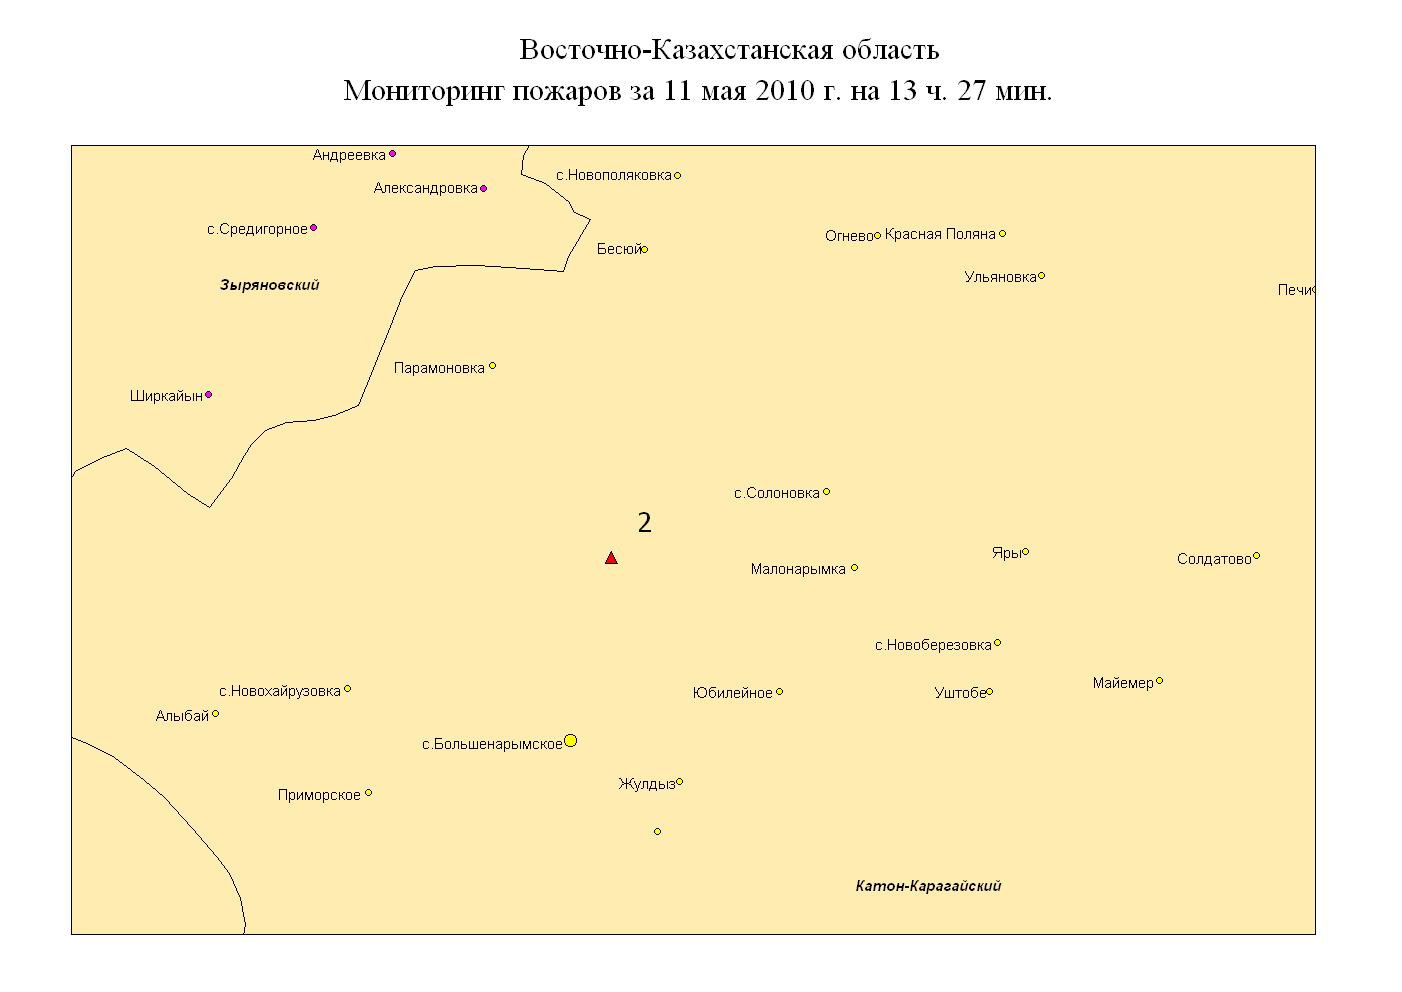 Восточно-Казахстанская область
Мониторинг пожаров за 11 мая 2010 г. на 13 ч. 27 мин.
Андреевка
с.Новополяковка
Александровка
с.Средигорное
Огнево
Красная Поляна
Бесюй
Ульяновка
Зыряновский
Печи
Парамоновка
Ширкайын
с.Солоновка
2
Яры
Солдатово
Малонарымка
с.Новоберезовка
Майемер
с.Новохайрузовка
Юбилейное
Уштобе
Алыбай
с.Большенарымское
Жулдыз
Приморское
Катон-Карагайский